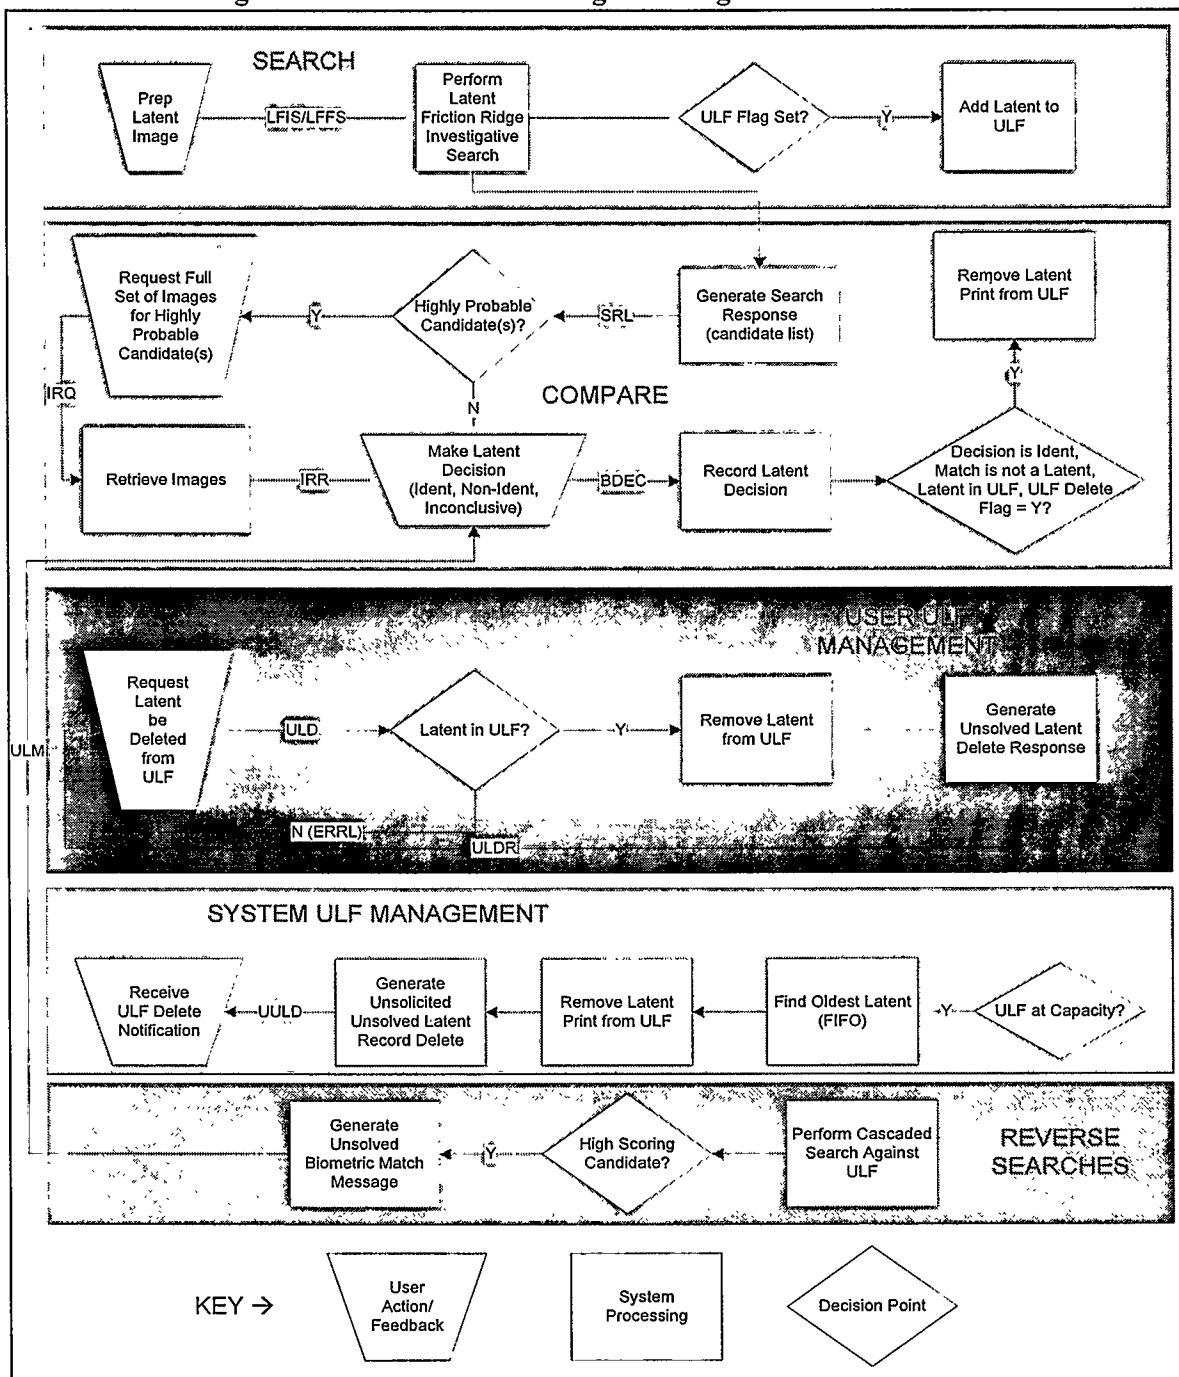 SEARCH
Prep
Latent
Image
LFIS/LFFS
Perform
Latent
Friction Ridge
Investigative
Search
ULF Flag Set?
Y
Add Latent to
ULF
Request Full
Set of Images
for Highly
Probable
Candidate(s)
Y
Highly Probable
Candidate(s)?
SRL
Generate Search
Response
(candidate list)
Remove Latent
Print from ULF
IRQ
N
COMPARE
Y
Retrieve Images
IRR
Make Latent
Decision
(Ident, Non-Ident,
Inconclusive)
BDEC
Record Latent
Decision
Decision is Ident,
Match is not a Latent,
Latent in ULF, ULF Delete
Flag = Y?
USER ULF
MANAGEMENT
Request
Latent
be
Deleted
from
ULF
ULD
Latent in ULF?
Y
Remove Latent
from ULF
Generate
Unsolved Latent
Delete Response
ULM
N (ERRL)
ULDR
SYSTEM ULF MANAGEMENT
Receive
ULF Delete
Notification
UULD
Generate
Unsolicited
Unsolved Latent
Record Delete
Remove Latent
Print from ULF
Find Oldest Latent
(FIFO)
Y
ULF at Capacity?
Generate
Unsolved
Biometric Match
Message
Y
High Scoring
Candidate?
Perform Cascaded
Search Against
ULF
REVERSE
SEARCHES
KEY →
User
Action/
Feedback
System
Processing
Decision Point